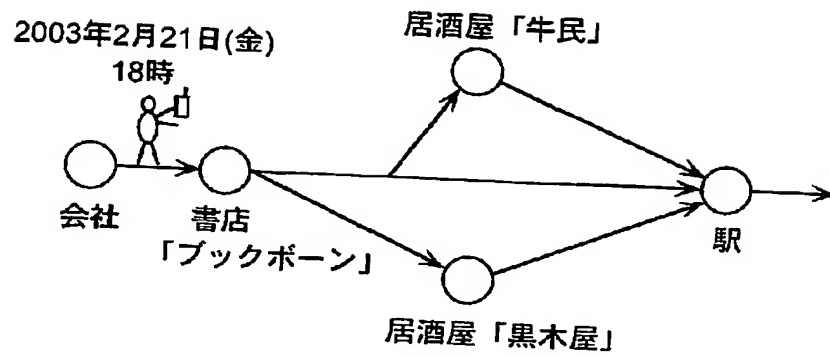 2003年2月21日(金)
18時
居酒屋「牛民」
会社
書店
「ブックボーン」
駅
居酒屋「黒木屋」